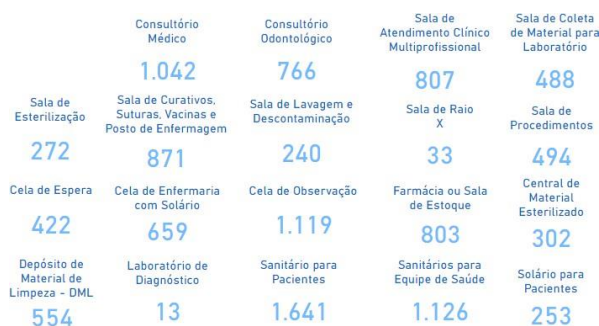 Consultório
Médico
1.042
Consultório
Odontológico
766
Sala de
Atendimento Clínico
Multiprofissional
807
Sala de Coleta
de Material para
Laboratório
488
Sala de
Esterilização
272
Sala de Curativos,
Suturas, Vacinas e
Posto de Enfermagem
871
Sala de Lavagem e
Descontaminação
240
Sala de Raio
X
33
Sala de
Procedimentos
494
Cela de Espera
422
Cela de Enfermaria
com Solário
659
Cela de Observação
1.119
Farmácia ou Sala
de Estoque
803
Central de
Material
Esterilizado
302
Depósito de
Material de
Limpeza - DML
554
Laboratório de
Diagnóstico
13
Sanitário para
Pacientes
1.641
Sanitários para
Equipe de Saúde
1.126
Solário para
Pacientes
253